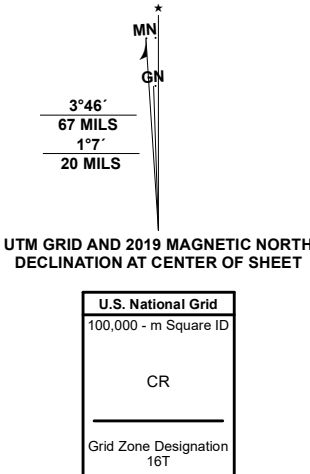 MN
GN
3°46´
67 MILS
1°7´
20 MILS
UTM GRID AND 2019 MAGNETIC NORTH
DECLINATION AT CENTER OF SHEET
U.S. National Grid
100,000 - m Square ID
CR
Grid Zone Designation
16T